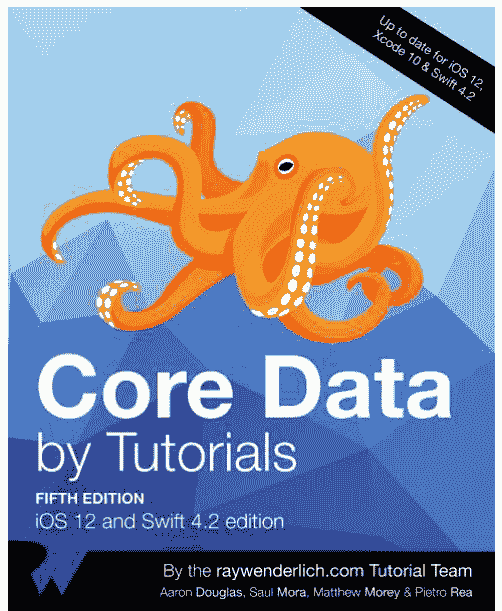 Up to date for iOS 12,
Xcode 10 & Swift 4.2
Core Data
by Tutorials
FIFTH EDITION
iOS 12 and Swift 4.2 edition
By the raywenderlich.com Tutorial Team
Aaron Douglas, Saul Mora, Matthew Morey & Pietro Rea